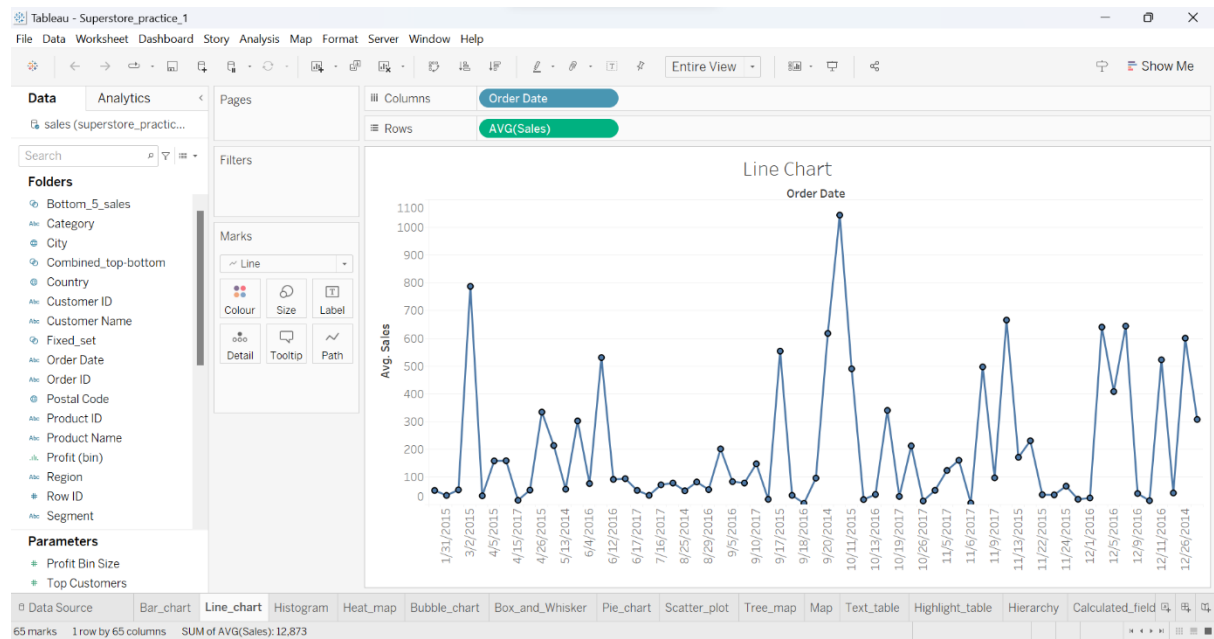 Tableau - Superstore_practice_1
File Data Worksheet Dashboard Story Analysis Map Format Server Window Help
Entire View
Show Me
Data Analytics
sales (superstore_practic...
Search
Folders
Bottom_5_sales
Abc Category
City
Combined_top-bottom
Country
Abc Customer ID
Abc Customer Name
Fixed_set
Abc Order Date
Abc Order ID
Postal Code
Abc Product ID
Abc Product Name
Profit (bin)
Abc Region
# Row ID
Abc Segment
Parameters
# Profit Bin Size
# Top Customers
Pages
Filters
Marks
Line
Colour Size Label
Detail Tooltip Path
Columns Order Date
Rows AVG(Sales)
Line Chart
Order Date
Avg. Sales
1100
1000
900
800
700
600
500
400
300
200
100
0
1/31/2015
3/2/2015
4/5/2015
4/15/2017
4/26/2015
5/13/2014
6/4/2016
6/12/2016
6/17/2017
7/16/2017
8/25/2014
8/29/2016
9/5/2016
9/10/2017
9/17/2015
9/18/2016
9/20/2014
10/11/2015
10/13/2016
10/19/2017
10/26/2017
11/5/2017
11/6/2017
11/9/2017
11/13/2015
11/22/2015
11/24/2015
12/1/2016
12/5/2016
12/9/2016
12/11/2016
12/26/2014
Data Source Bar_chart Line_chart Histogram Heat_map Bubble_chart Box_and_Whisker Pie_chart Scatter_plot Tree_map Map Text_table Highlight_table Hierarchy Calculated_field
65 marks 1 row by 65 columns SUM of AVG(Sales): 12,873